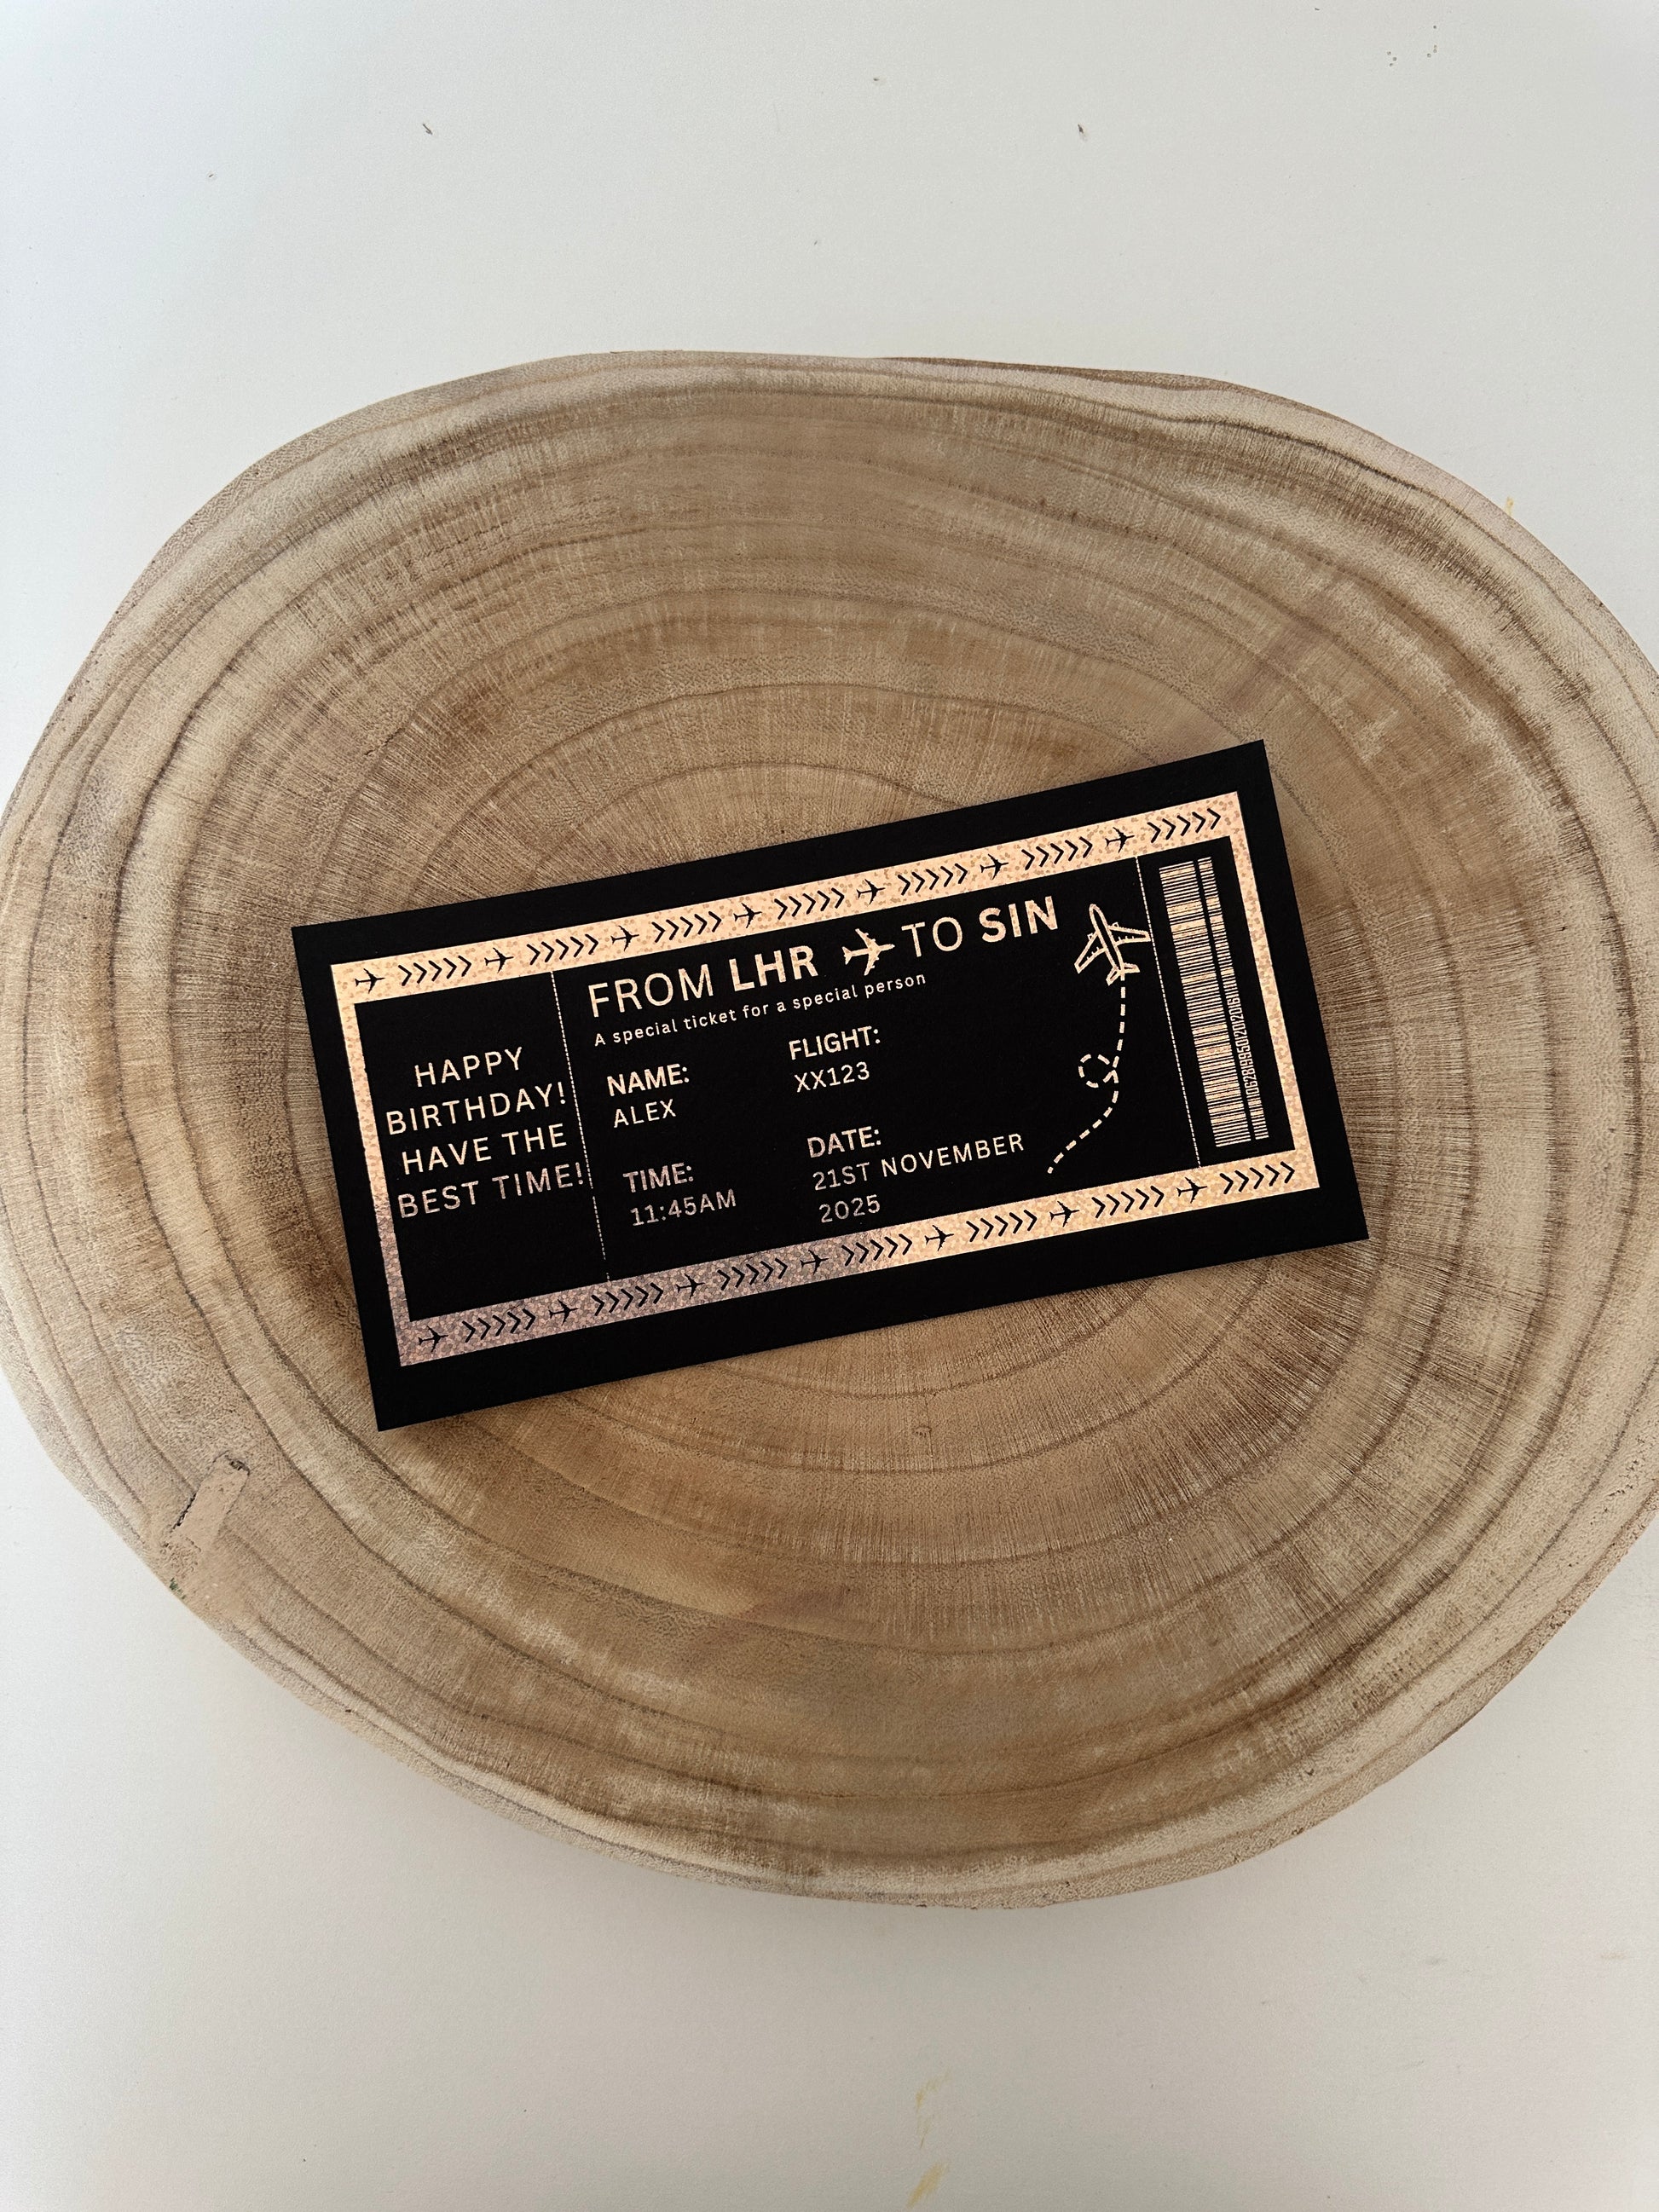 HAPPY
BIRTHDAY!
HAVE THE
BEST TIME!
FROM LHR TO SIN
A special ticket for a special person
NAME:
ALEX
FLIGHT:
XX123
TIME:
11:45AM
DATE:
21ST NOVEMBER
2025